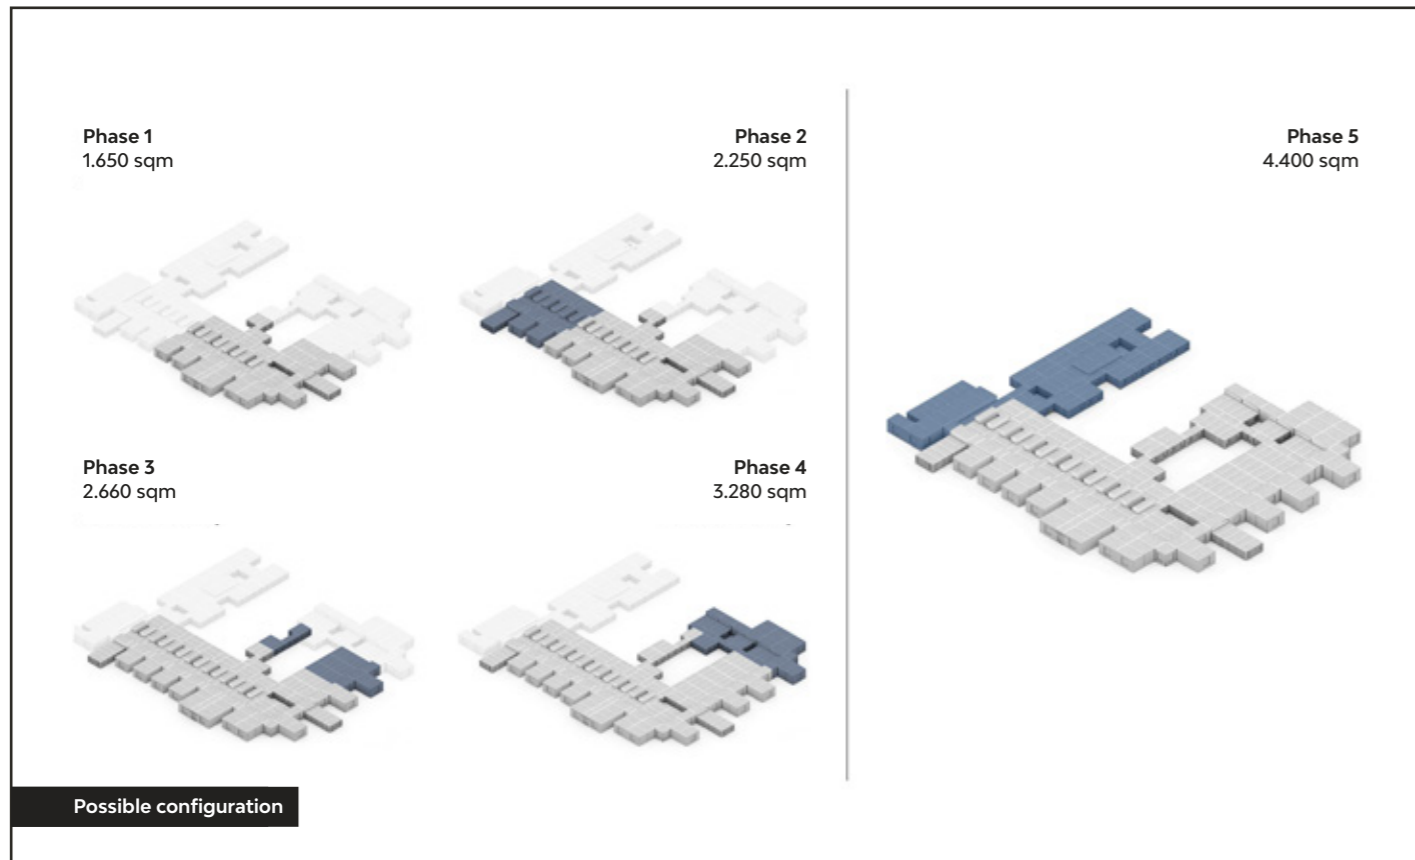 Phase 1
1.650 sqm
Phase 2
2.250 sqm
Phase 5
4.400 sqm
Phase 3
2.660 sqm
Phase 4
3.280 sqm
Possible configuration